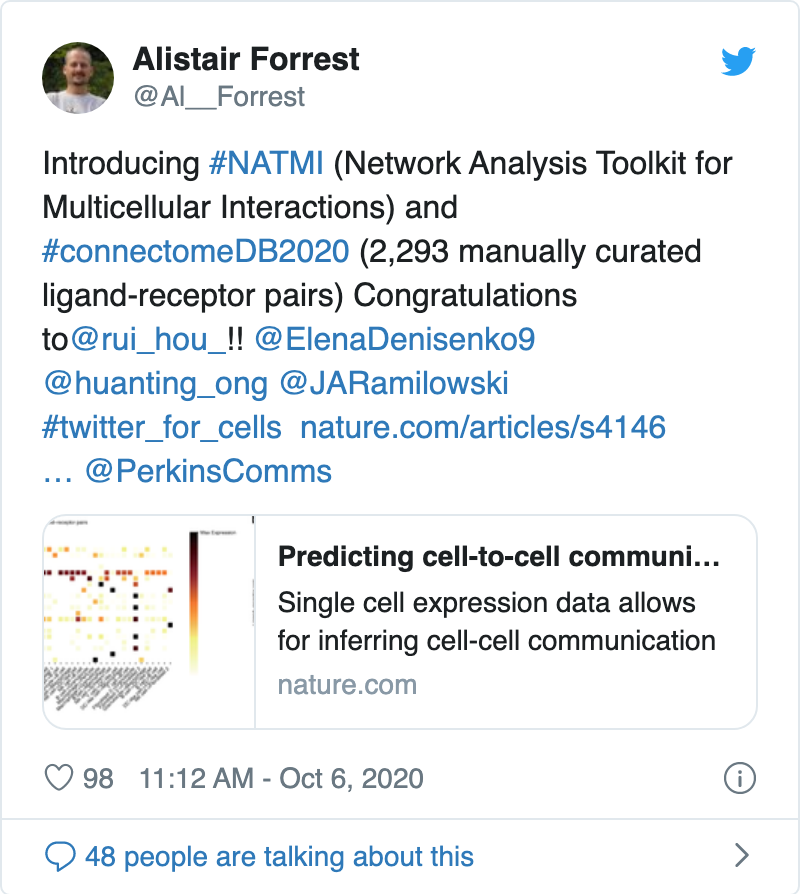 Alistair Forrest
@Al__Forrest
Introducing #NATMI (Network Analysis Toolkit for
Multicellular Interactions) and
#connectomeDB2020 (2,293 manually curated
ligand-receptor pairs) Congratulations
to@rui_hou_!! @ElenaDenisenko9
@huanting_ong @JARamilowski
#twitter_for_cells nature.com/articles/s4146
… @PerkinsComms
Predicting cell-to-cell communi...
Single cell expression data allows
for inferring cell-cell communication
nature.com
98 11:12 AM - Oct 6, 2020
48 people are talking about this